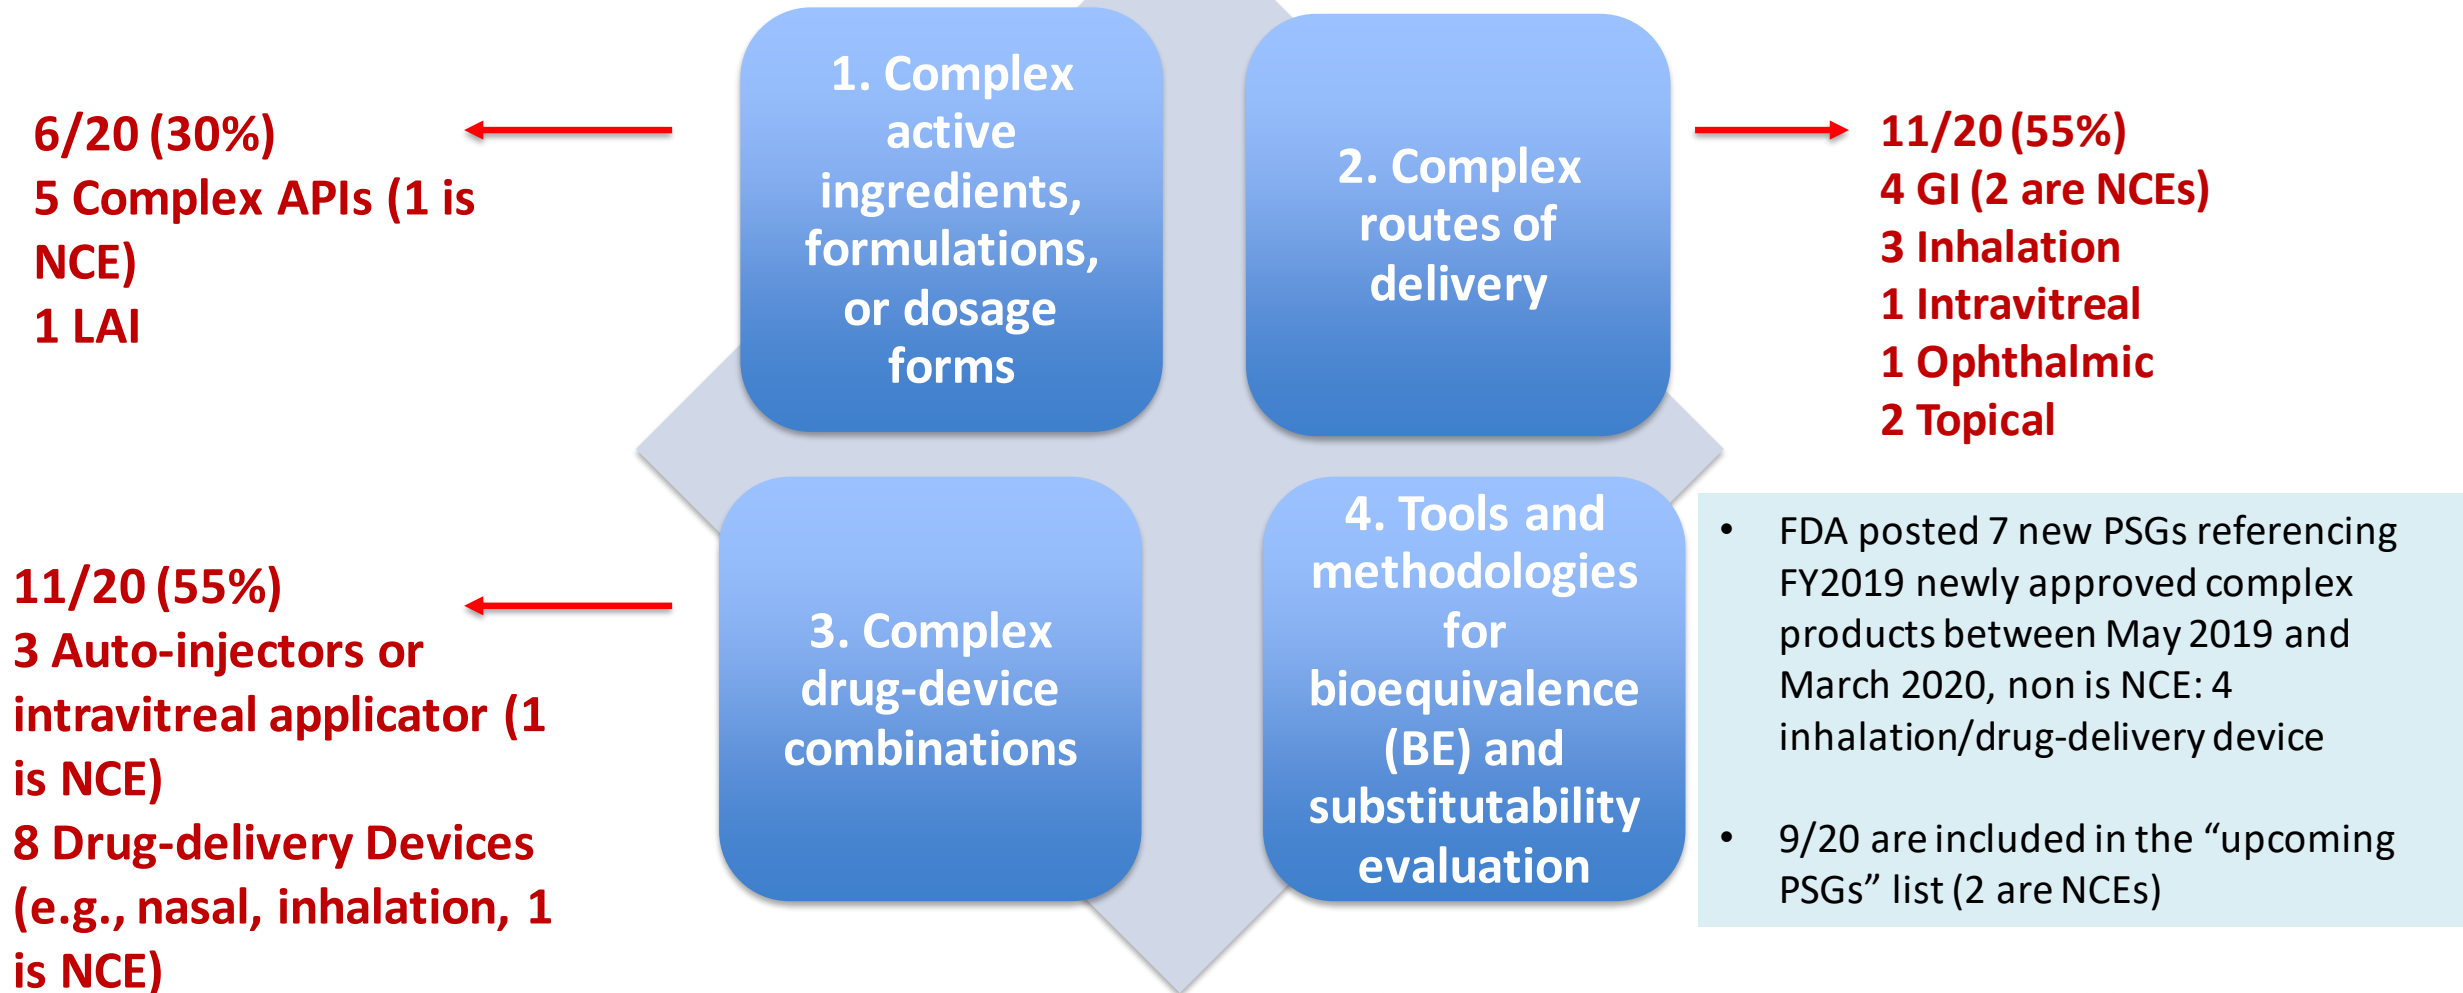 1. Complex
active
ingredients,
formulations,
or dosage
forms
6/20 (30%)
5 Complex APIs (1 is
NCE)
1 LAI
2. Complex
routes of
delivery
11/20 (55%)
4 GI (2 are NCEs)
3 Inhalation
1 Intravitreal
1 Ophthalmic
2 Topical
3. Complex
drug-device
combinations
11/20 (55%)
3 Auto-injectors or
intravitreal applicator (1
is NCE)
8 Drug-delivery Devices
(e.g., nasal, inhalation, 1
is NCE)
4. Tools and
methodologies
for
bioequivalence
(BE) and
substitutability
evaluation
• FDA posted 7 new PSGs referencing
FY2019 newly approved complex
products between May 2019 and
March 2020, non is NCE: 4
inhalation/drug-delivery device
• 9/20 are included in the “upcoming
PSGs” list (2 are NCEs)